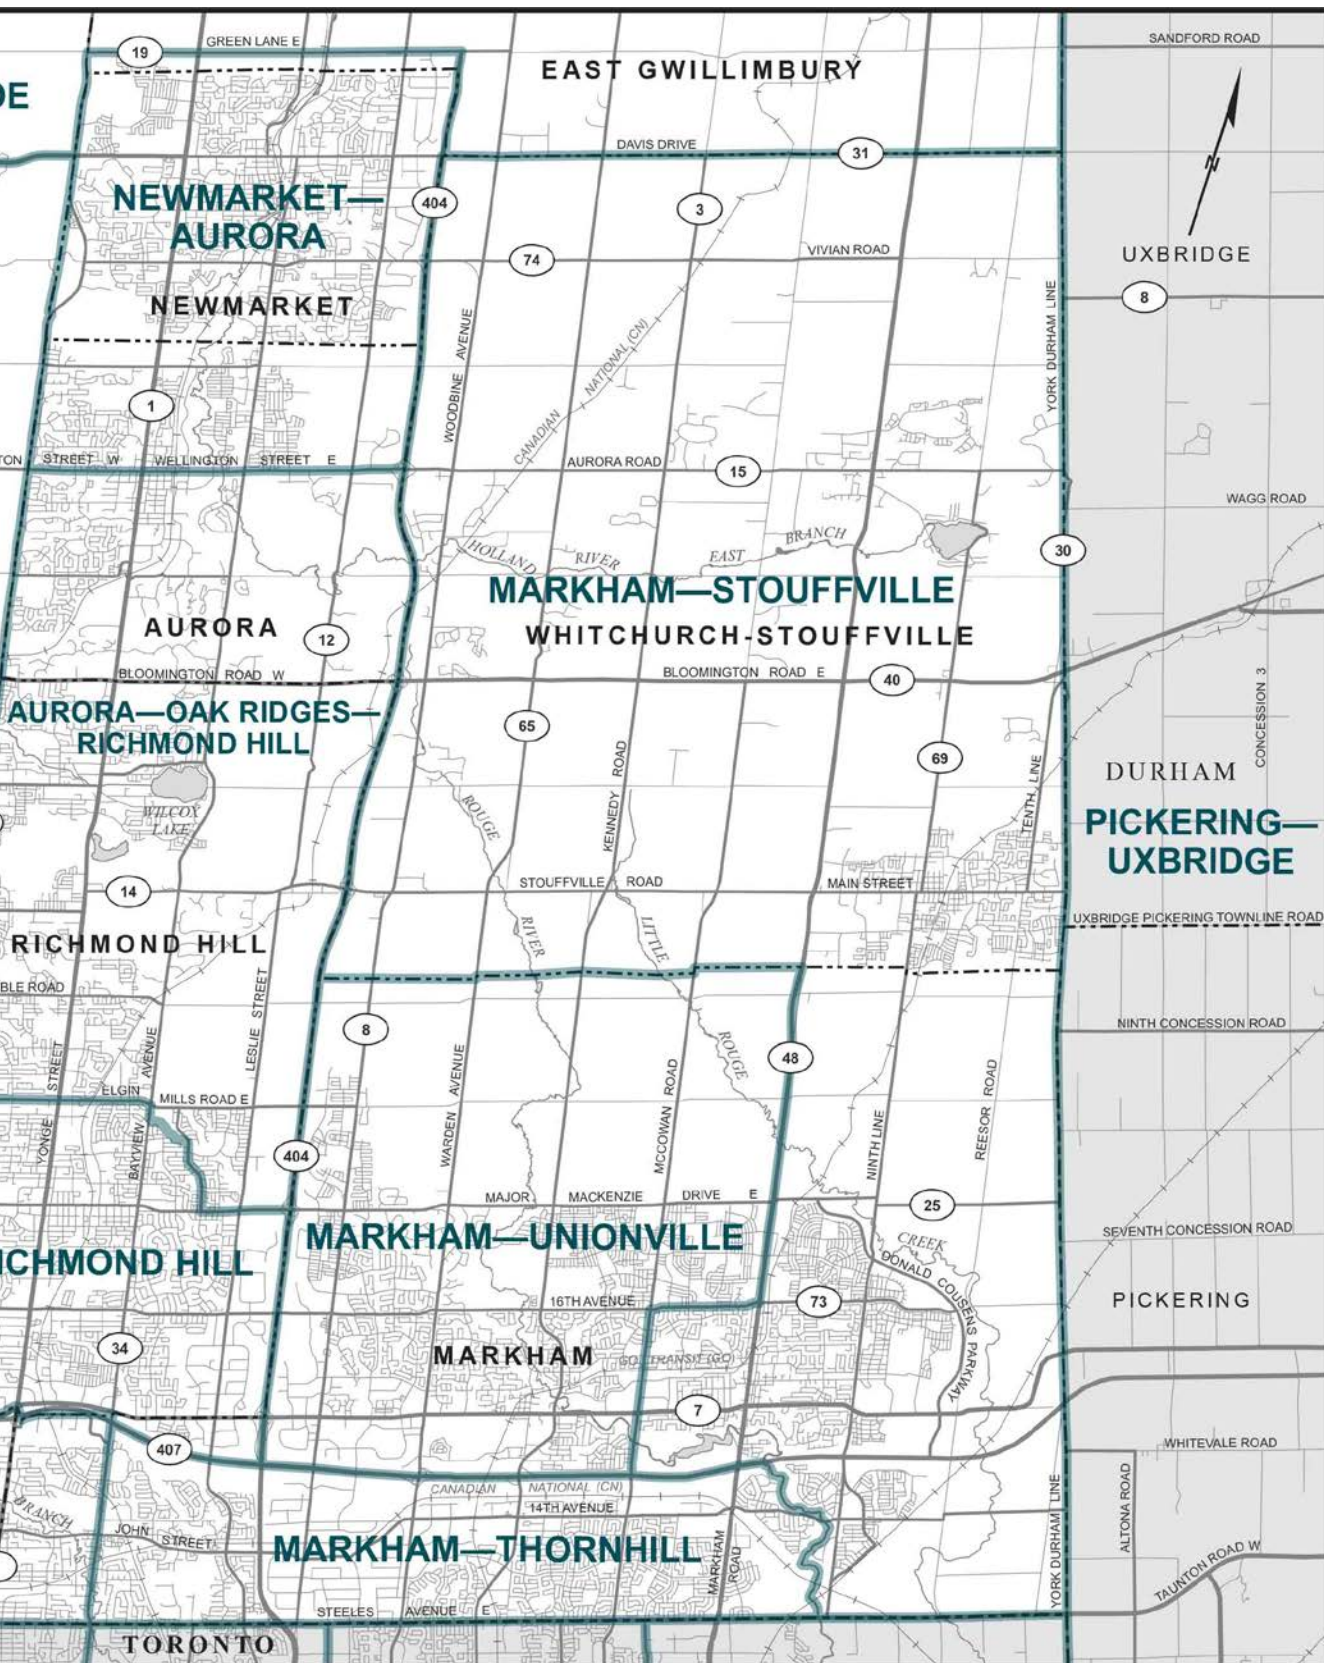 GREEN LANE E
19
SANDFORD ROAD
EAST GWILLIMBURY
DE
DAVIS DRIVE
31
N
NEWMARKET—
AURORA
404
3
74
VIVIAN ROAD
UXBRIDGE
8
NEWMARKET
YORK DURHAM LINE
WOODBINE AVENUE
CANADIAN NATIONAL (CN)
1
TON STREET W WELLINGTON STREET E
AURORA ROAD
15
WAGG ROAD
HOLLAND RIVER EAST BRANCH
30
MARKHAM—STOUFFVILLE
WHITCHURCH-STOUFFVILLE
AURORA
12
BLOOMINGTON ROAD W
BLOOMINGTON ROAD E
40
CONCESSION 3
AURORA—OAK RIDGES—
RICHMOND HILL
65
69
KENNEDY ROAD
TENTH LINE
DURHAM
WILCOX
LAKE
ROUGE
PICKERING—
UXBRIDGE
14
STOUFFVILLE ROAD
MAIN STREET
RIVER
LITTLE
UXBRIDGE PICKERING TOWNLINE ROAD
RICHMOND HILL
BLE ROAD
LESLIE STREET
8
ROUGE
48
NINTH CONCESSION ROAD
YONGE STREET
BAYVIEW AVENUE
ELGIN MILLS ROAD E
WARDEN AVENUE
MCCOWAN ROAD
NINTH LINE
REESOR ROAD
404
MAJOR MACKENZIE DRIVE E
25
MARKHAM—UNIONVILLE
CREEK
SEVENTH CONCESSION ROAD
ICHMOND HILL
DONALD COUSENS PARKWAY
16TH AVENUE
73
PICKERING
34
MARKHAM
GO TRANSIT (GO)
7
407
WHITEVALE ROAD
CANADIAN NATIONAL (CN)
14TH AVENUE
BRANCH
JOHN STREET
MARKHAM—THORNHILL
MARKHAM
ROAD
YORK DURHAM LINE
ALTONA ROAD
TAUNTON ROAD W
STEELES AVENUE E
TORONTO